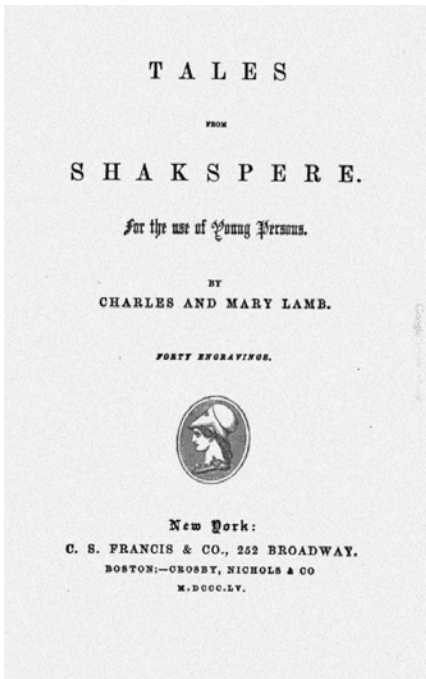 TALES
FROM
SHAKSPERE.
For the use of Young Persons.
BY
CHARLES AND MARY LAMB.
FORTY ENGRAVINGS.
New York:
C. S. FRANCIS & CO., 252 BROADWAY.
BOSTON:—CROSBY, NICHOLS & CO
M.DCCC.LV.
Google